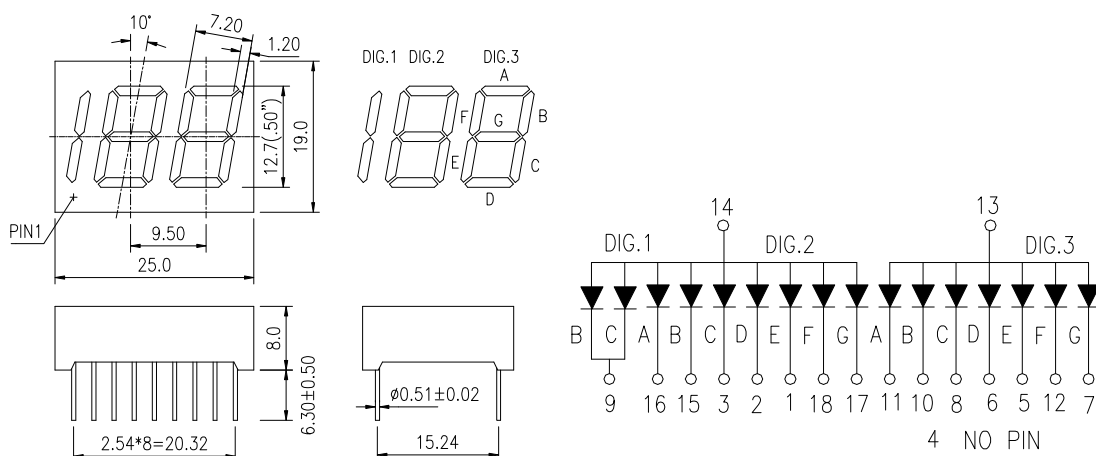 10°
7.20
1.20
12.7(.50")
19.0
PIN1
9.50
25.0
DIG.1 DIG.2 DIG.3
A
F G B
E C
D
8.0
6.30±0.50
2.54*8=20.32
ø0.51±0.02
15.24
14 13
DIG.1 DIG.2 DIG.3
B C A B C D E F G A B C D E F G
9 16 15 3 2 1 18 17 11 10 8 6 5 12 7
4 NO PIN